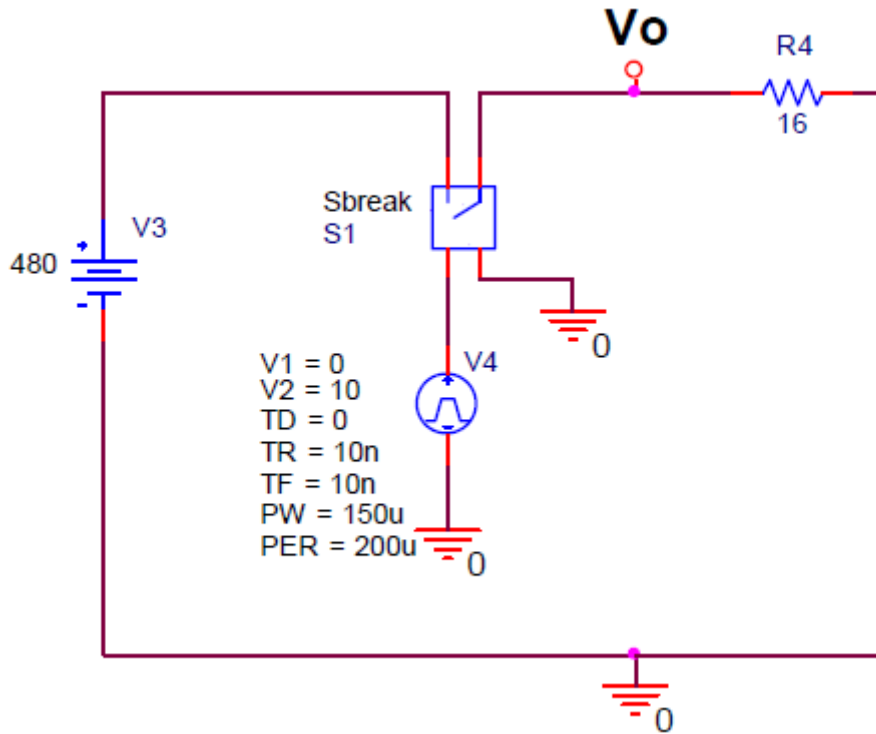 Vo
R4
16
Sbreak
S1
V3
480
0
V4
V1 = 0
V2 = 10
TD = 0
TR = 10n
TF = 10n
PW = 150u
PER = 200u
0
0